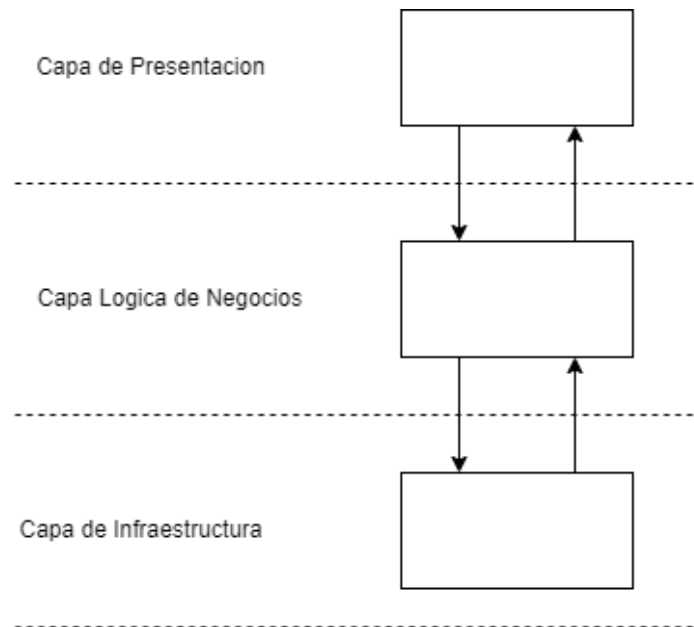 Capa de Presentacion
Capa Logica de Negocios
Capa de Infraestructura